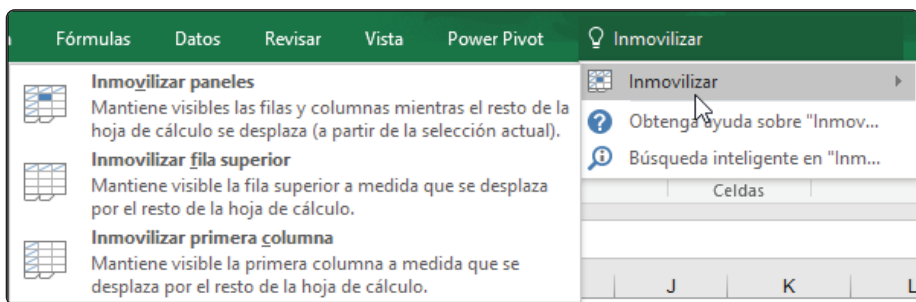 Fórmulas Datos Revisar Vista Power Pivot Inmovilizar
Inmovilizar paneles
Mantiene visibles las filas y columnas mientras el resto de la
hoja de cálculo se desplaza (a partir de la selección actual).
Inmovilizar fila superior
Mantiene visible la fila superior a medida que se desplaza
por el resto de la hoja de cálculo.
Inmovilizar primera columna
Mantiene visible la primera columna a medida que se
desplaza por el resto de la hoja de cálculo.
Inmovilizar
Obtenga ayuda sobre "Inmov...
Búsqueda inteligente en "Inm...
Celdas
J K L